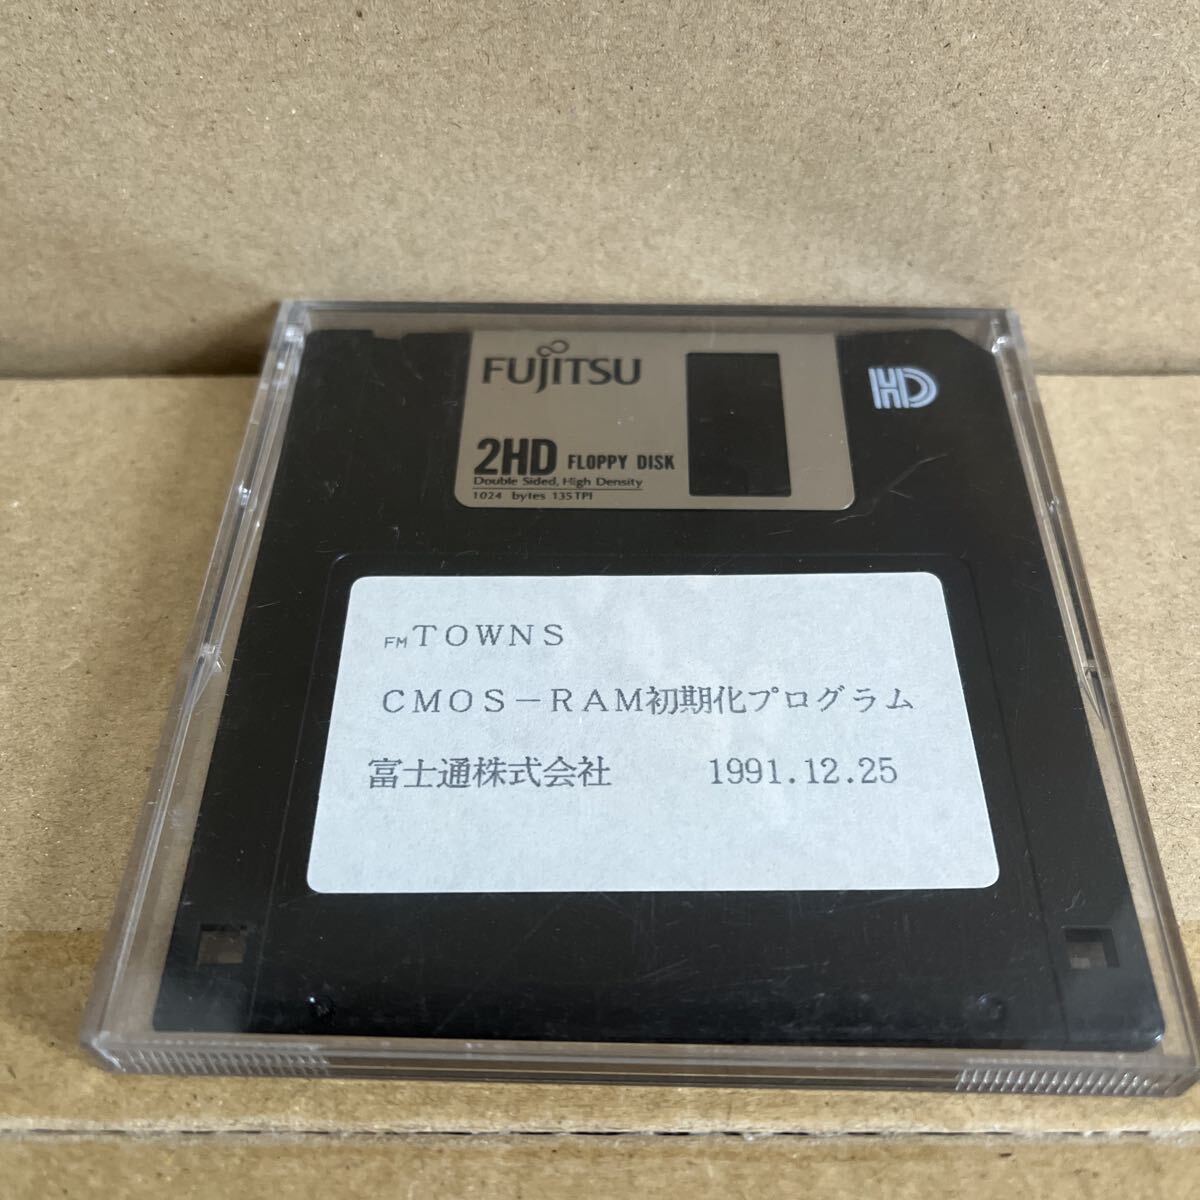 FUJITSU
HD
2HD FLOPPY DISK
Double Sided, High Density
1024 bytes 135TPI
FM TOWNS
CMOS－RAM初期化プログラム
富士通株式会社 1991.12.25